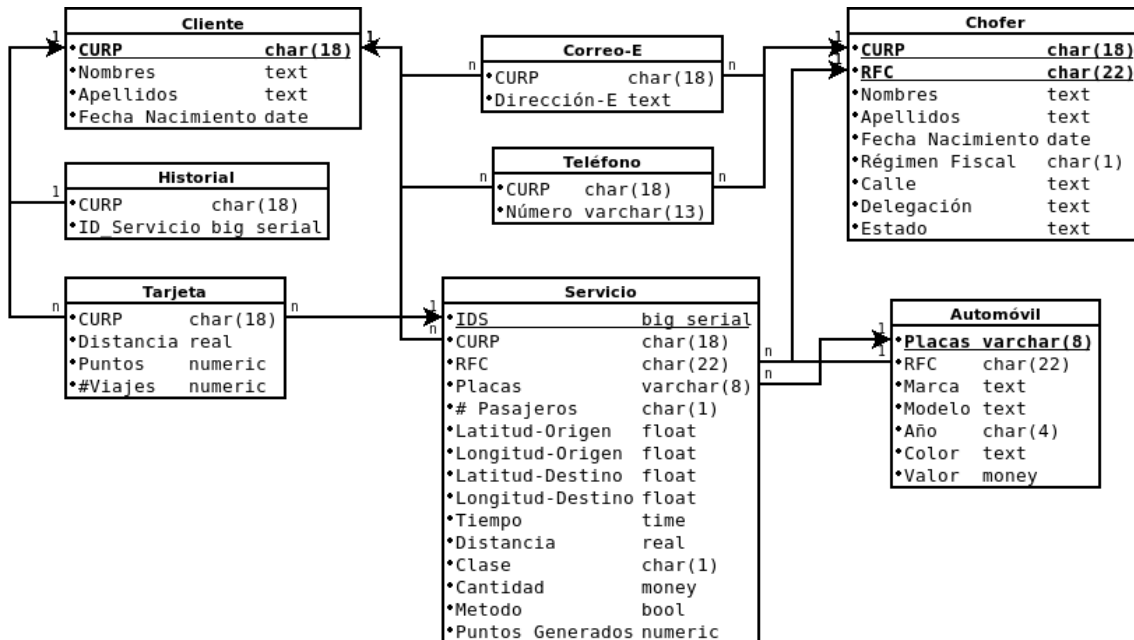 Cliente
CURP char(18)
Nombres text
Apellidos text
Fecha Nacimiento date
Historial
CURP char(18)
ID_Servicio big serial
Tarjeta
CURP char(18)
Distancia real
Puntos numeric
#Viajes numeric
Correo-E
CURP char(18)
Dirección-E text
Teléfono
CURP char(18)
Número varchar(13)
Servicio
IDS big serial
CURP char(18)
RFC char(22)
Placas varchar(8)
# Pasajeros char(1)
Latitud-Origen float
Longitud-Origen float
Latitud-Destino float
Longitud-Destino float
Tiempo time
Distancia real
Clase char(1)
Cantidad money
Metodo bool
Puntos Generados numeric
Chofer
CURP char(18)
RFC char(22)
Nombres text
Apellidos text
Fecha Nacimiento date
Régimen Fiscal char(1)
Calle text
Delegación text
Estado text
Automóvil
Placas varchar(8)
RFC char(22)
Marca text
Modelo text
Año char(4)
Color text
Valor money
1
1
1
n
n
n
n
n
n
n
1
n
n
1
1
1
1